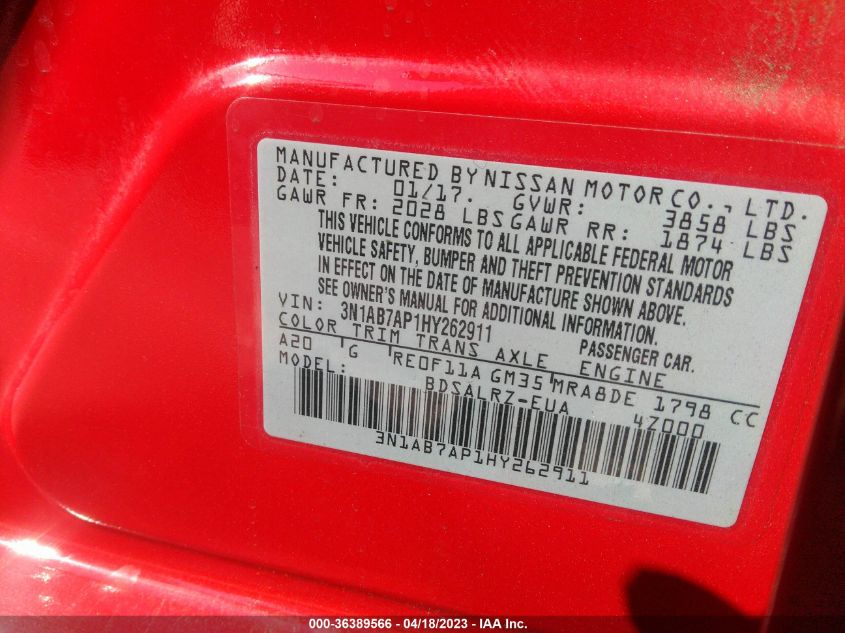 MANUFACTURED BY NISSAN MOTOR CO., LTD.
DATE: 01/17. GVWR: 3858 LBS
GAWR FR: 2028 LBS GAWR RR: 1874 LBS
THIS VEHICLE CONFORMS TO ALL APPLICABLE FEDERAL MOTOR
VEHICLE SAFETY, BUMPER AND THEFT PREVENTION STANDARDS
IN EFFECT ON THE DATE OF MANUFACTURE SHOWN ABOVE.
SEE OWNER'S MANUAL FOR ADDITIONAL INFORMATION.
VIN: 3N1AB7AP1HY262911 PASSENGER CAR.
COLOR TRIM TRANS AXLE ENGINE
A20 G RE0F11A GM35 MRA8DE 1798 CC
MODEL: BDSALRZ-EUA 4Z000
3N1AB7AP1HY262911
000-36389566 - 04/18/2023 - IAA Inc.